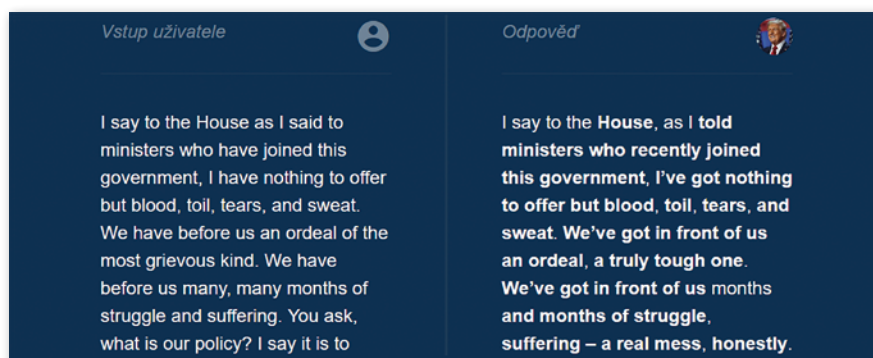 Vstup uživatele
I say to the House as I said to
ministers who have joined this
government, I have nothing to offer
but blood, toil, tears, and sweat.
We have before us an ordeal of the
most grievous kind. We have
before us many, many months of
struggle and suffering. You ask,
what is our policy? I say it is to
Odpověď
I say to the House, as I told
ministers who recently joined
this government, I've got nothing
to offer but blood, toil, tears, and
sweat. We've got in front of us
an ordeal, a truly tough one.
We've got in front of us months
and months of struggle,
suffering – a real mess, honestly.